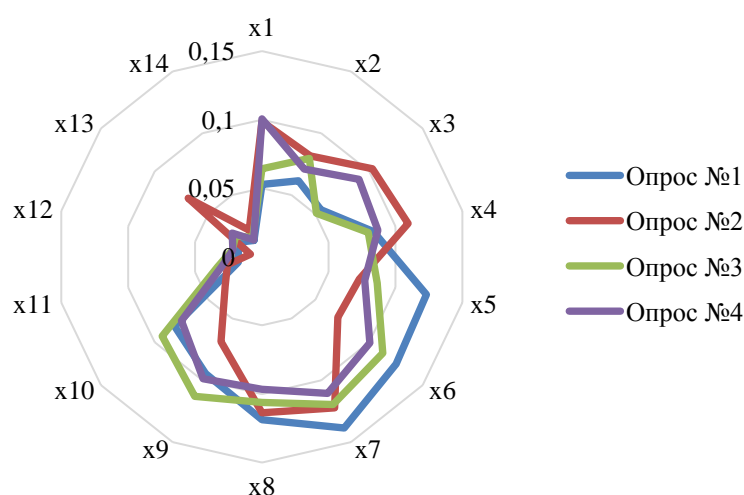 x1
x2
x3
x4
x5
x6
x7
x8
x9
x10
x11
x12
x13
x14
0,15
0,1
0,05
0
Опрос №1
Опрос №2
Опрос №3
Опрос №4